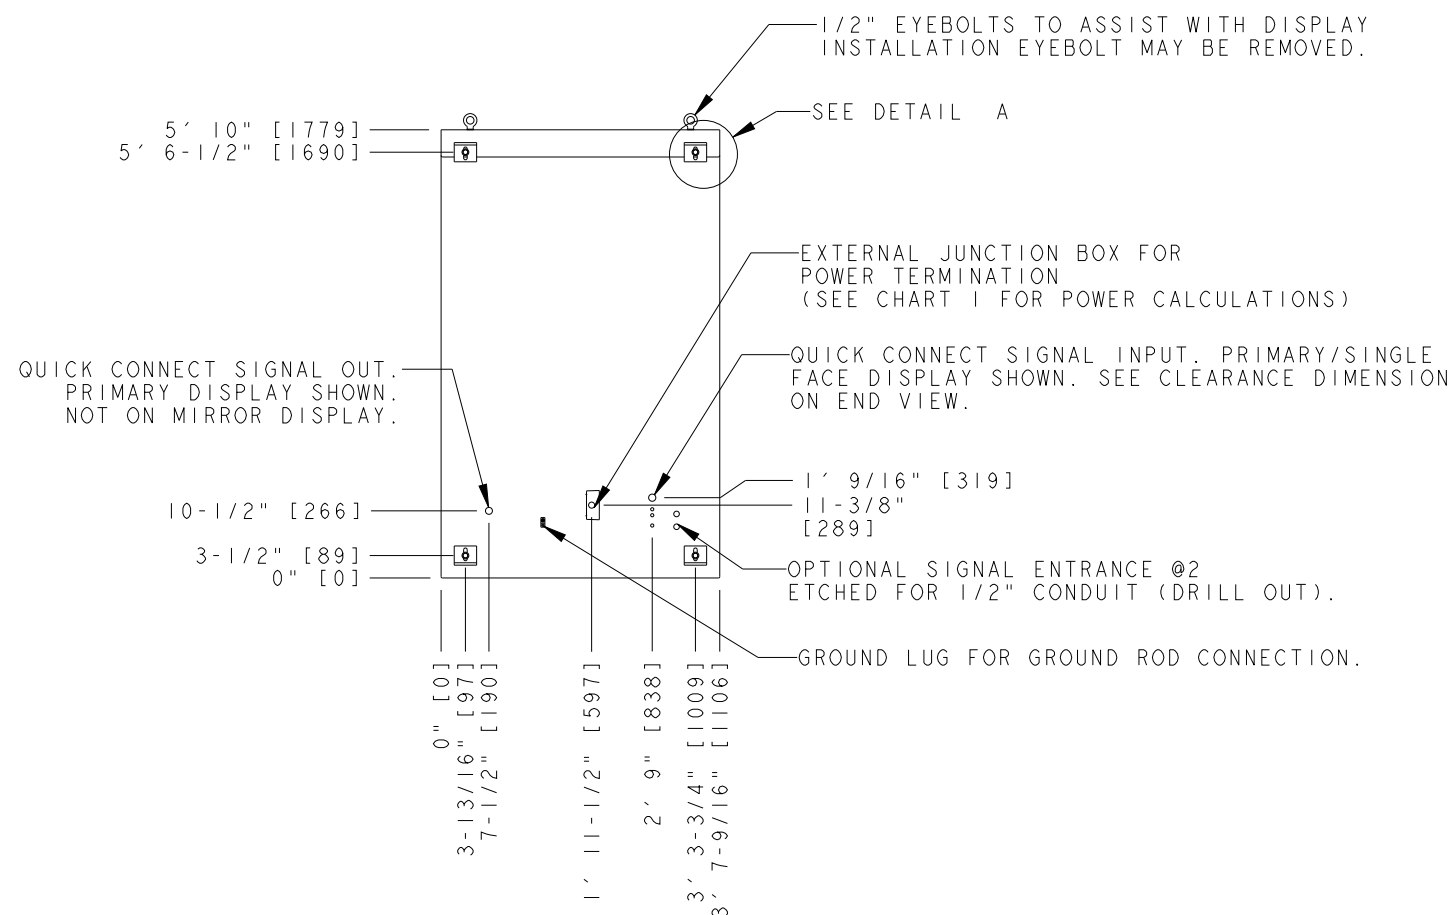 1/2" EYEBOLTS TO ASSIST WITH DISPLAY
INSTALLATION EYEBOLT MAY BE REMOVED.
SEE DETAIL A
5´ 10" [1779]
5´ 6-1/2" [1690]
EXTERNAL JUNCTION BOX FOR
POWER TERMINATION
(SEE CHART 1 FOR POWER CALCULATIONS)
QUICK CONNECT SIGNAL OUT.
PRIMARY DISPLAY SHOWN.
NOT ON MIRROR DISPLAY.
QUICK CONNECT SIGNAL INPUT. PRIMARY/SINGLE
FACE DISPLAY SHOWN. SEE CLEARANCE DIMENSION
ON END VIEW.
1´ 9/16" [319]
11-3/8"
[289]
10-1/2" [266]
3-1/2" [89]
0" [0]
OPTIONAL SIGNAL ENTRANCE @2
ETCHED FOR 1/2" CONDUIT (DRILL OUT).
GROUND LUG FOR GROUND ROD CONNECTION.
0" [0]
3-13/16" [97]
7-1/2" [190]
1´ 11-1/2" [597]
2´ 9" [838]
3´ 3-3/4" [1009]
3´ 7-9/16" [1106]